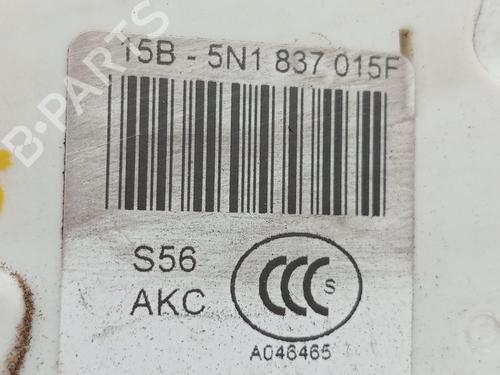 B-PARTS
15B - 5N1 837 015F
S56
AKC
CCC S
A046465